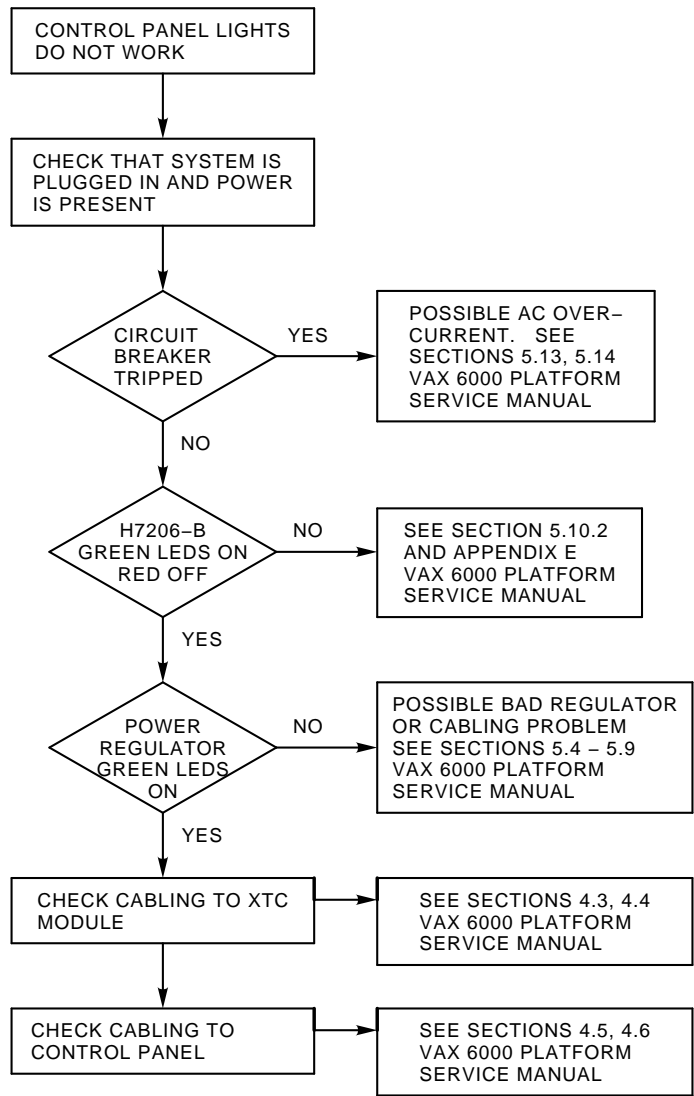 CONTROL PANEL LIGHTS
DO NOT WORK
CHECK THAT SYSTEM IS
PLUGGED IN AND POWER
IS PRESENT
CIRCUIT
BREAKER
TRIPPED
YES
POSSIBLE AC OVER–
CURRENT. SEE
SECTIONS 5.13, 5.14
VAX 6000 PLATFORM
SERVICE MANUAL
NO
H7206–B
GREEN LEDS ON
RED OFF
NO
SEE SECTION 5.10.2
AND APPENDIX E
VAX 6000 PLATFORM
SERVICE MANUAL
YES
POWER
REGULATOR
GREEN LEDS
ON
NO
POSSIBLE BAD REGULATOR
OR CABLING PROBLEM
SEE SECTIONS 5.4 – 5.9
VAX 6000 PLATFORM
SERVICE MANUAL
YES
CHECK CABLING TO XTC
MODULE
SEE SECTIONS 4.3, 4.4
VAX 6000 PLATFORM
SERVICE MANUAL
CHECK CABLING TO
CONTROL PANEL
SEE SECTIONS 4.5, 4.6
VAX 6000 PLATFORM
SERVICE MANUAL